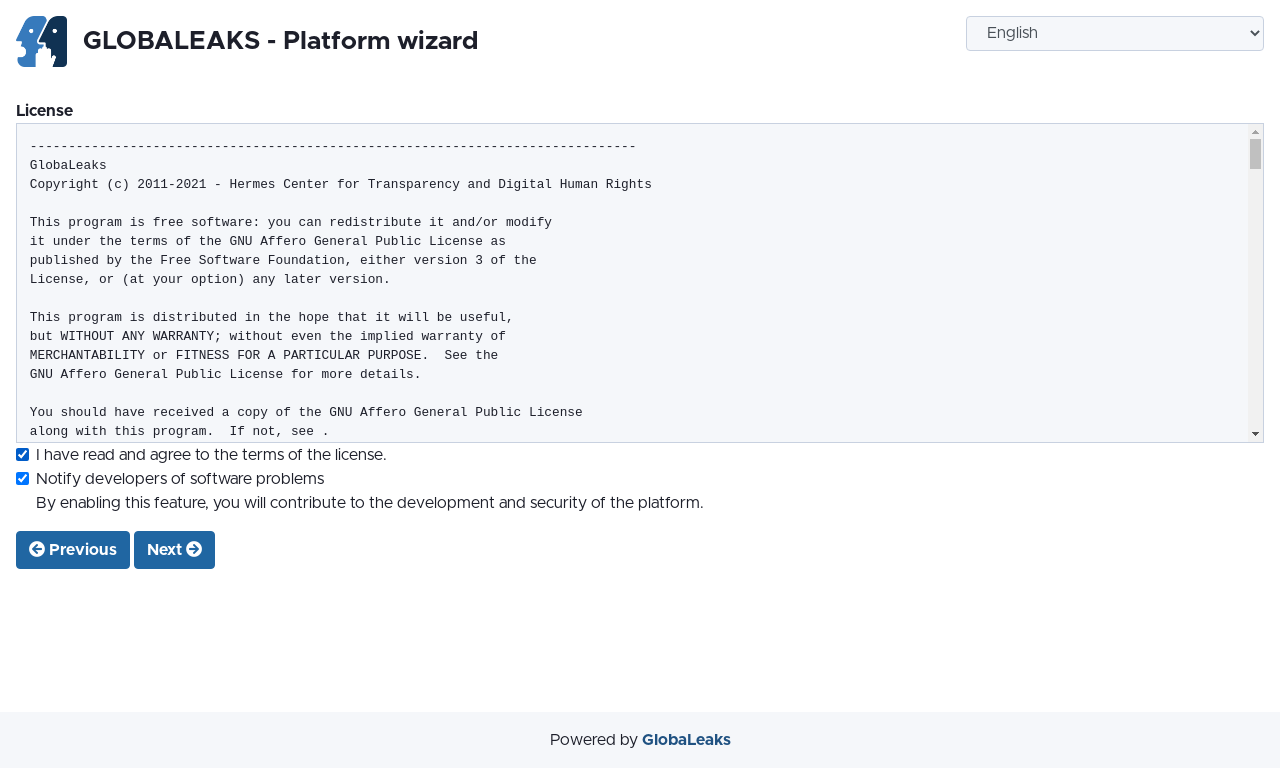 GLOBALEAKS - Platform wizard
English
License
-------------------------------------------------------------------------------
GlobaLeaks
Copyright (c) 2011-2021 - Hermes Center for Transparency and Digital Human Rights
This program is free software: you can redistribute it and/or modify
it under the terms of the GNU Affero General Public License as
published by the Free Software Foundation, either version 3 of the
License, or (at your option) any later version.
This program is distributed in the hope that it will be useful,
but WITHOUT ANY WARRANTY; without even the implied warranty of
MERCHANTABILITY or FITNESS FOR A PARTICULAR PURPOSE.  See the
GNU Affero General Public License for more details.
You should have received a copy of the GNU Affero General Public License
along with this program.  If not, see .
I have read and agree to the terms of the license.
Notify developers of software problems
By enabling this feature, you will contribute to the development and security of the platform.
Previous Next
Powered by GlobaLeaks